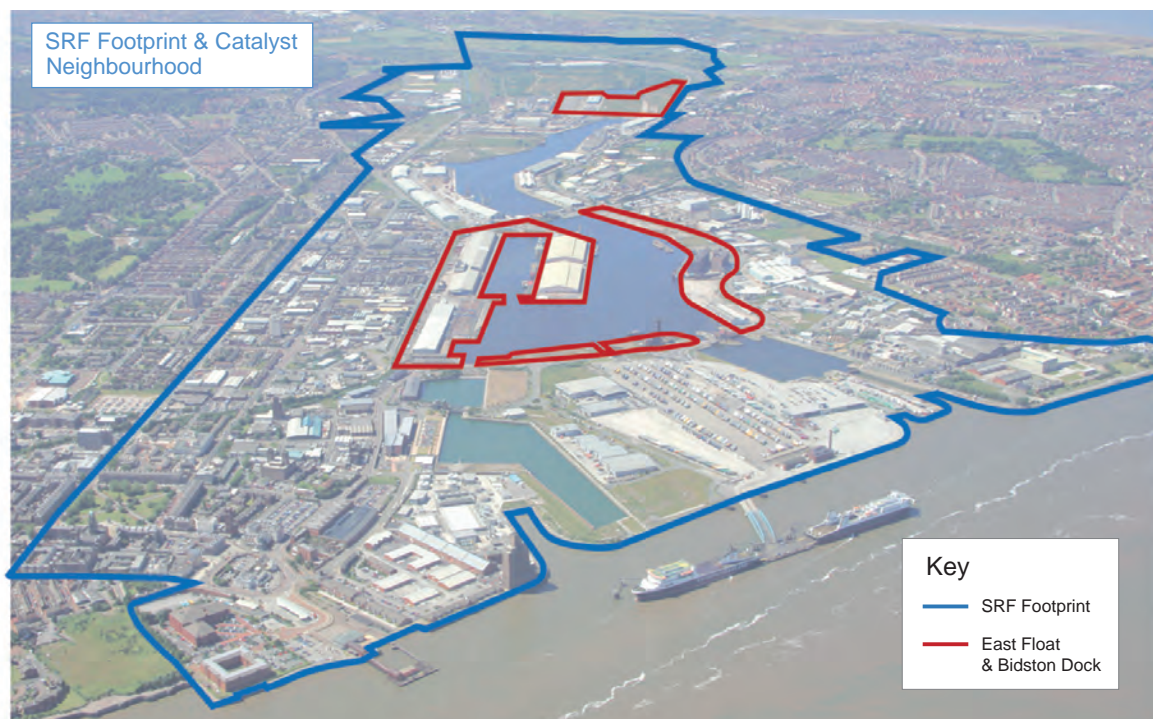 SRF Footprint & Catalyst
Neighbourhood
Key
SRF Footprint
East Float
& Bidston Dock